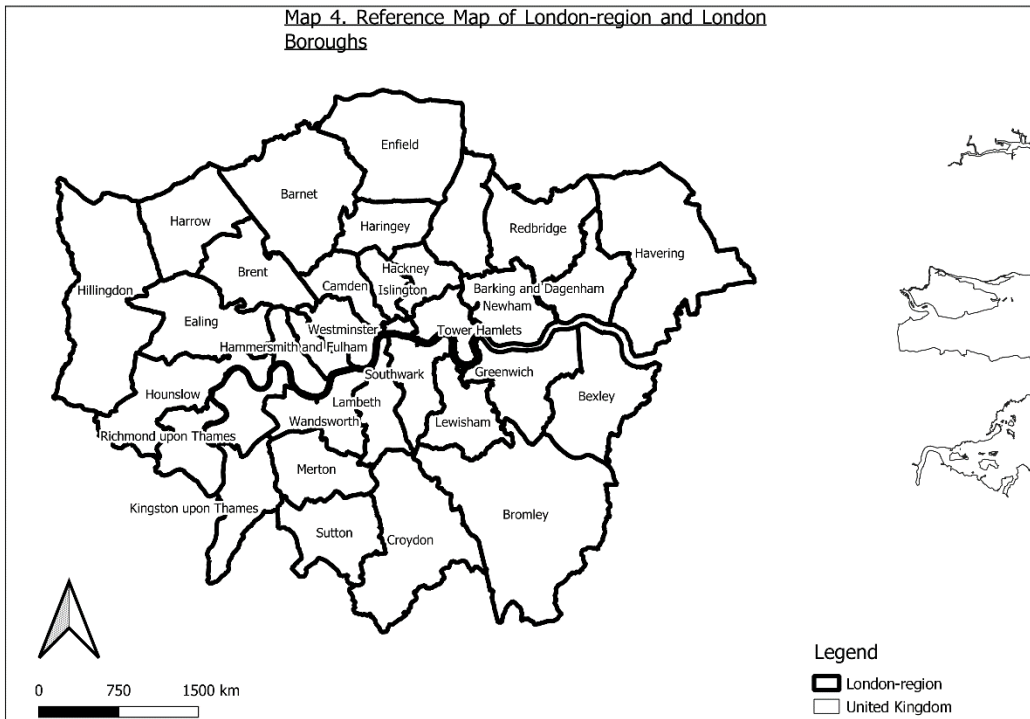 Map 4. Reference Map of London-region and London
Boroughs
Enfield
Barnet
Harrow
Haringey
Redbridge
Havering
Hackney
Brent
Camden
Islington
Barking and Dagenham
Hillingdon
Newham
Ealing
Westminster
Tower Hamlets
Hammersmith and Fulham
Southwark
Greenwich
Hounslow
Bexley
Lambeth
Wandsworth
Lewisham
Richmond upon Thames
Merton
Kingston upon Thames
Bromley
Sutton
Croydon
Legend
London-region
United Kingdom
0 750 1500 km